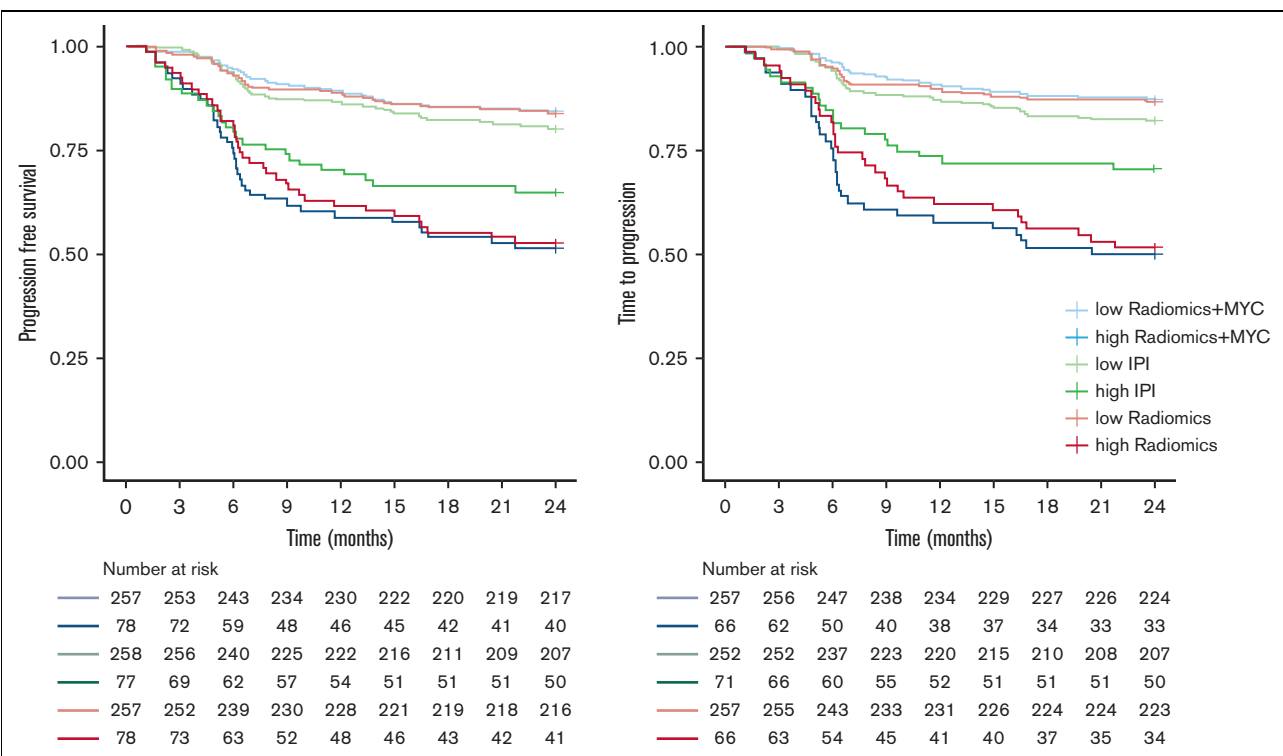 1.00
0.75
0.50
0.25
0.00
Progression free survival
0 3 6 9 12 15 18 21 24
Time (months)
1.00
0.75
0.50
0.25
0.00
Time to progression
0 3 6 9 12 15 18 21 24
Time (months)
low Radiomics+MYC
high Radiomics+MYC
low IPI
high IPI
low Radiomics
high Radiomics
Number at risk
257 253 243 234 230 222 220 219 217
78 72 59 48 46 45 42 41 40
258 256 240 225 222 216 211 209 207
77 69 62 57 54 51 51 51 50
257 252 239 230 228 221 219 218 216
78 73 63 52 48 46 43 42 41
Number at risk
257 256 247 238 234 229 227 226 224
66 62 50 40 38 37 34 33 33
252 252 237 223 220 215 210 208 207
71 66 60 55 52 51 51 51 50
257 255 243 233 231 226 224 224 223
66 63 54 45 41 40 37 35 34